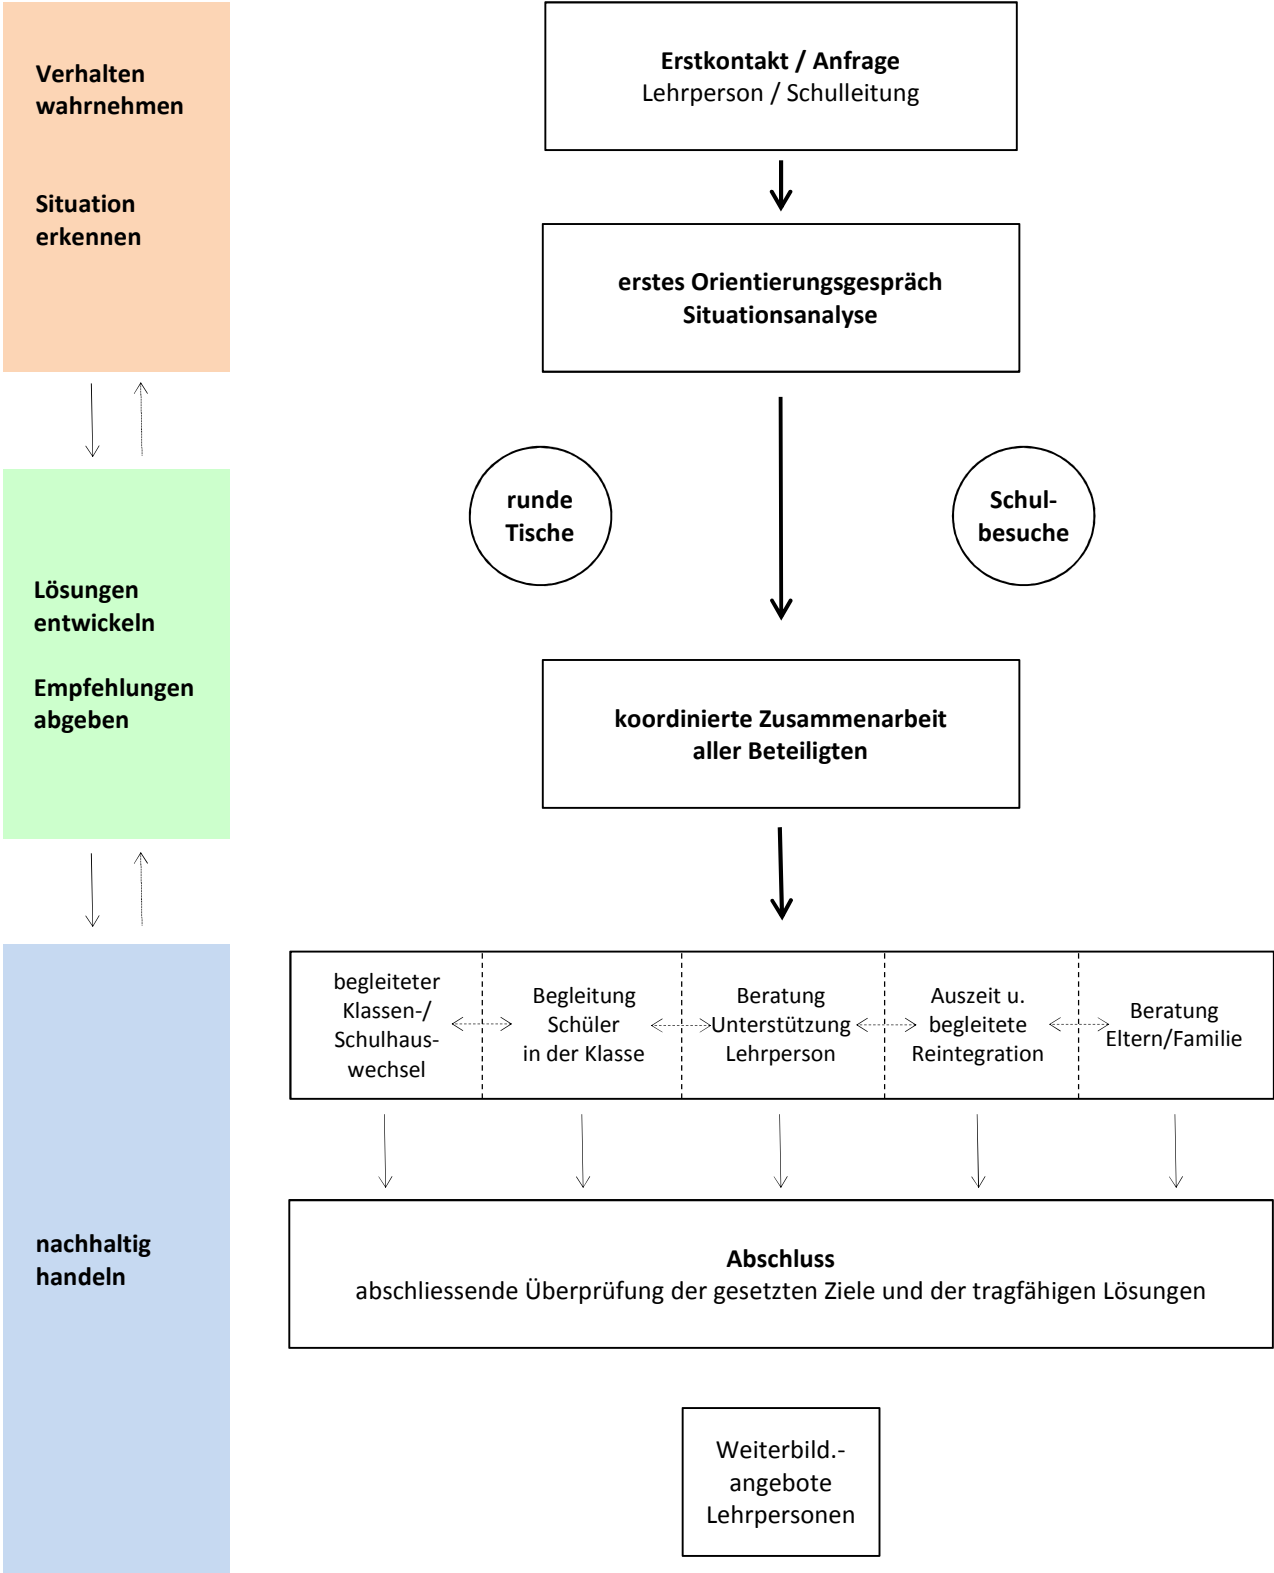 Verhalten
wahrnehmen
Situation
erkennen
Erstkontakt / Anfrage
Lehrperson / Schulleitung
erstes Orientierungsgespräch
Situationsanalyse
runde
Tische
Schul-
besuche
Lösungen
entwickeln
Empfehlungen
abgeben
koordinierte Zusammenarbeit
aller Beteiligten
begleiteter
Klassen-/
Schulhaus-
wechsel
Begleitung
Schüler
in der Klasse
Beratung
Unterstützung
Lehrperson
Auszeit u.
begleitete
Reintegration
Beratung
Eltern/Familie
nachhaltig
handeln
Abschluss
abschliessende Überprüfung der gesetzten Ziele und der tragfähigen Lösungen
Weiterbild.-
angebote
Lehrpersonen